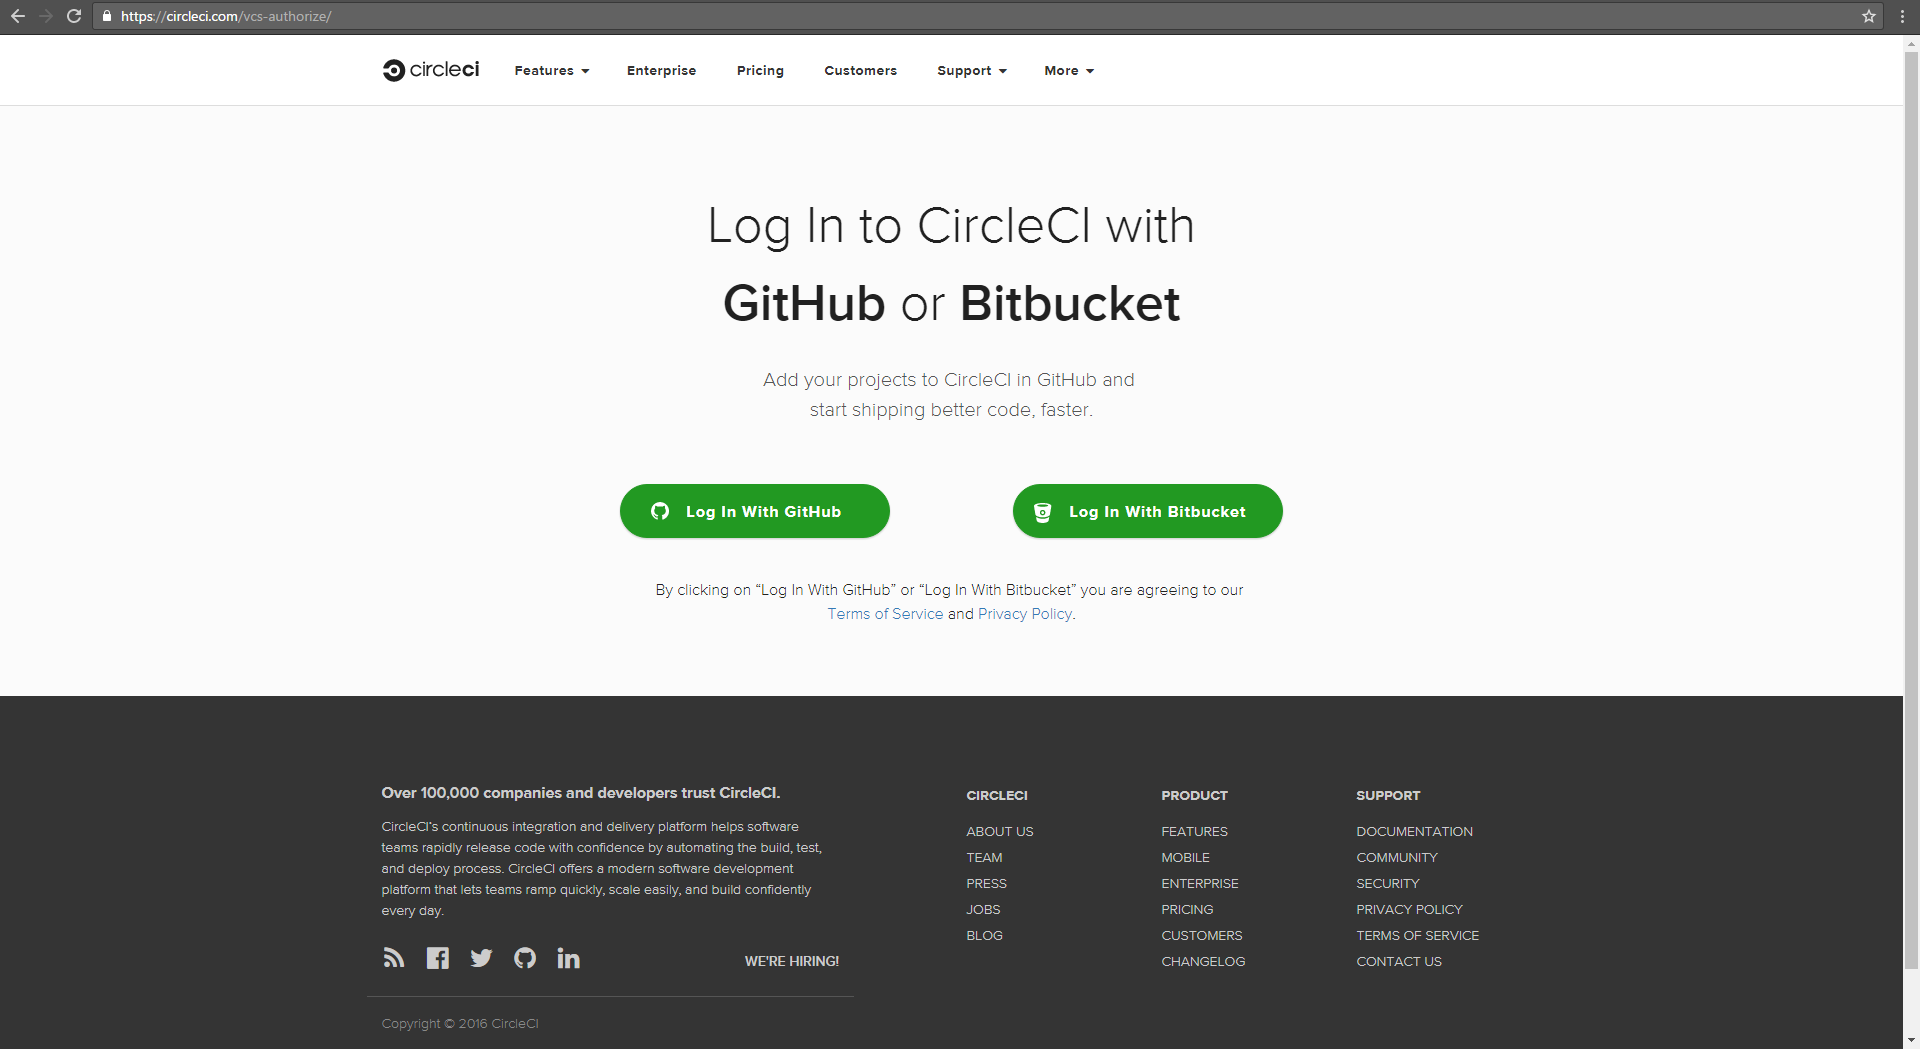 https://circleci.com/vcs-authorize/
circleci
Features
Enterprise
Pricing
Customers
Support
More
Log In to CircleCI with
GitHub or Bitbucket
Add your projects to CircleCI in GitHub and
start shipping better code, faster.
Log In With GitHub
Log In With Bitbucket
By clicking on “Log In With GitHub” or “Log In With Bitbucket” you are agreeing to our
Terms of Service and Privacy Policy.
Over 100,000 companies and developers trust CircleCI.
CircleCI's continuous integration and delivery platform helps software
teams rapidly release code with confidence by automating the build, test,
and deploy process. CircleCI offers a modern software development
platform that lets teams ramp quickly, scale easily, and build confidently
every day.
WE'RE HIRING!
Copyright © 2016 CircleCI
CIRCLECI
ABOUT US
TEAM
PRESS
JOBS
BLOG
PRODUCT
FEATURES
MOBILE
ENTERPRISE
PRICING
CUSTOMERS
CHANGELOG
SUPPORT
DOCUMENTATION
COMMUNITY
SECURITY
PRIVACY POLICY
TERMS OF SERVICE
CONTACT US